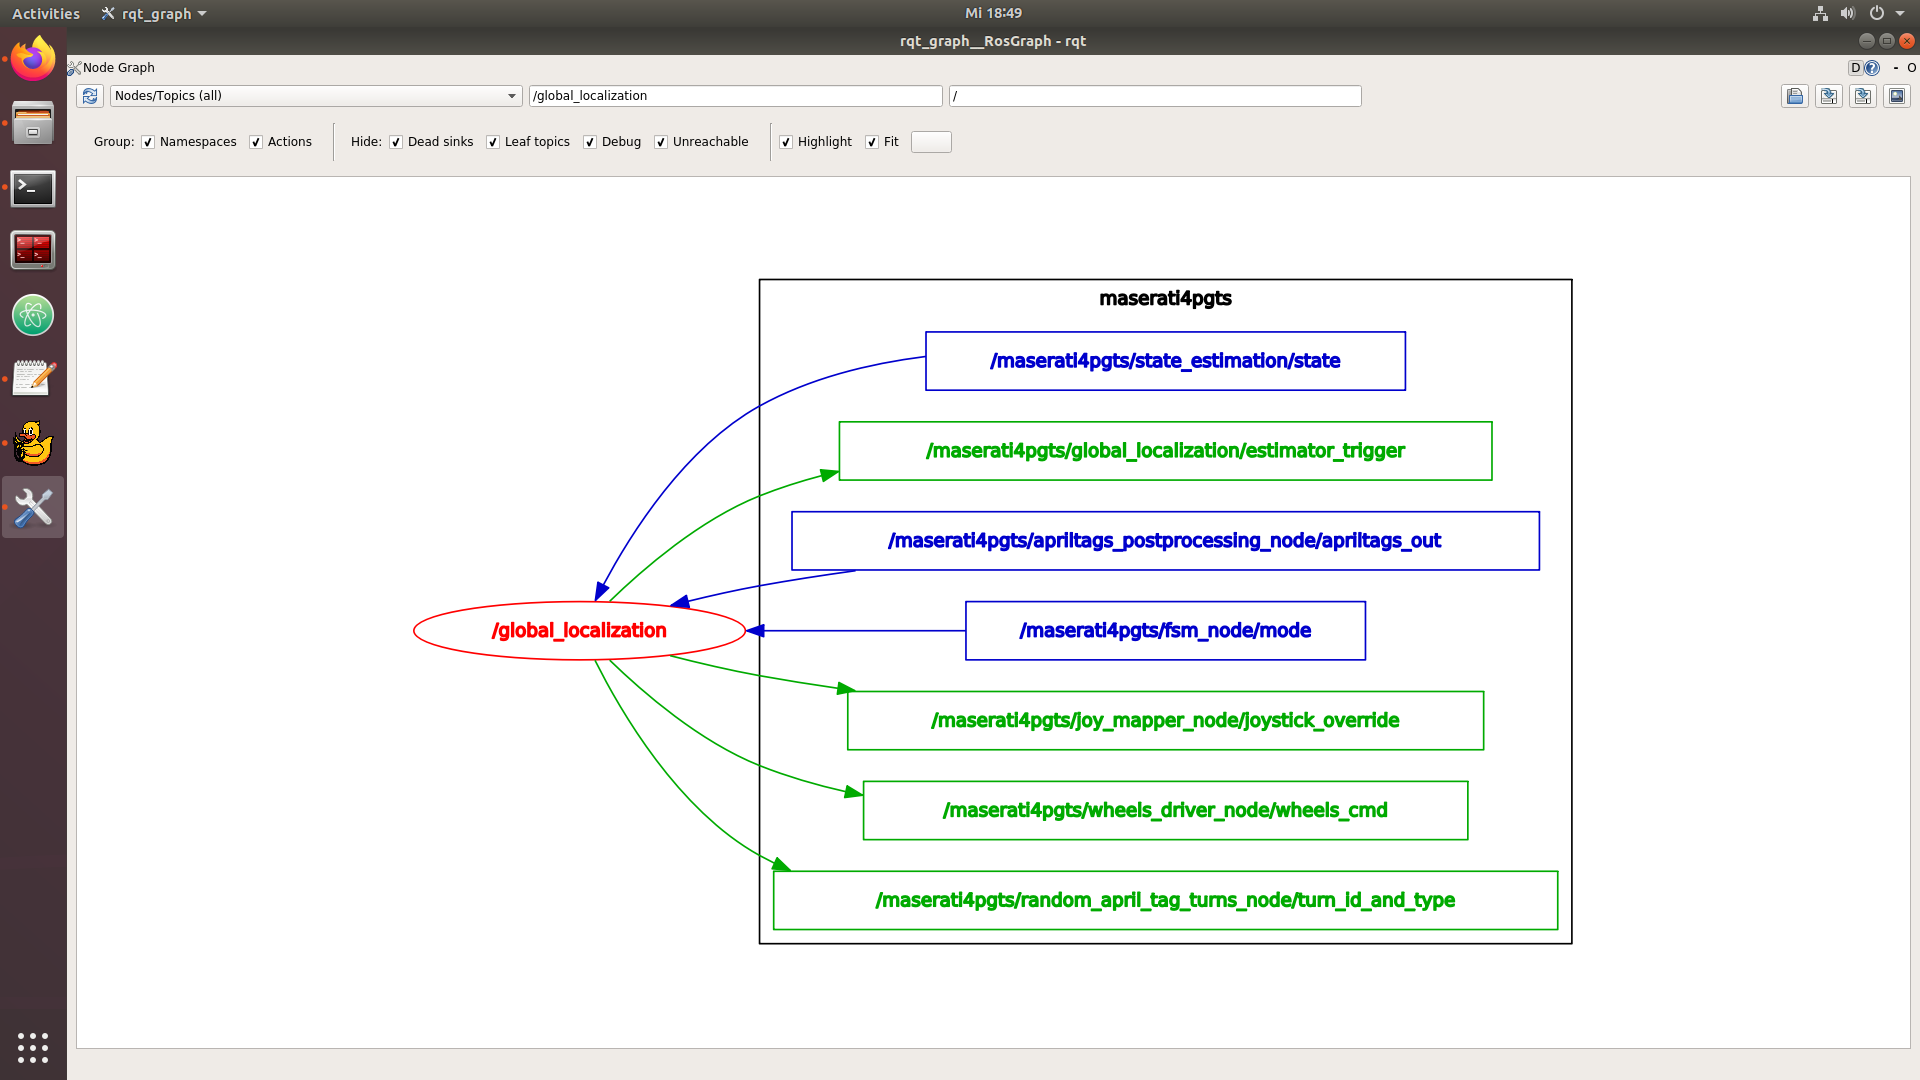 Activities rqt_graph Mi 18:49
rqt_graph__RosGraph - rqt
Node Graph D ? - O
Nodes/Topics (all) /global_localization /
Group: Namespaces Actions Hide: Dead sinks Leaf topics Debug Unreachable Highlight Fit
maserati4pgts
/maserati4pgts/state_estimation/state
/maserati4pgts/global_localization/estimator_trigger
/maserati4pgts/apriltags_postprocessing_node/apriltags_out
/global_localization
/maserati4pgts/fsm_node/mode
/maserati4pgts/joy_mapper_node/joystick_override
/maserati4pgts/wheels_driver_node/wheels_cmd
/maserati4pgts/random_april_tag_turns_node/turn_id_and_type